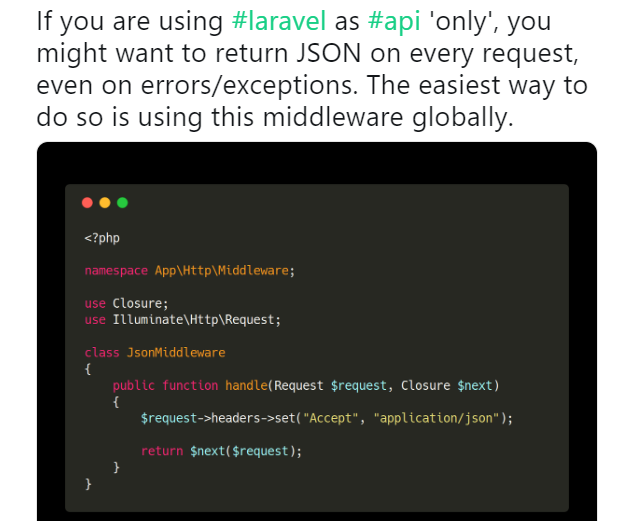 If you are using #laravel as #api 'only', you
might want to return JSON on every request,
even on errors/exceptions. The easiest way to
do so is using this middleware globally.
<?php
namespace App\Http\Middleware;
use Closure;
use Illuminate\Http\Request;
class JsonMiddleware
{
    public function handle(Request $request, Closure $next)
    {
        $request->headers->set("Accept", "application/json");
        return $next($request);
    }
}